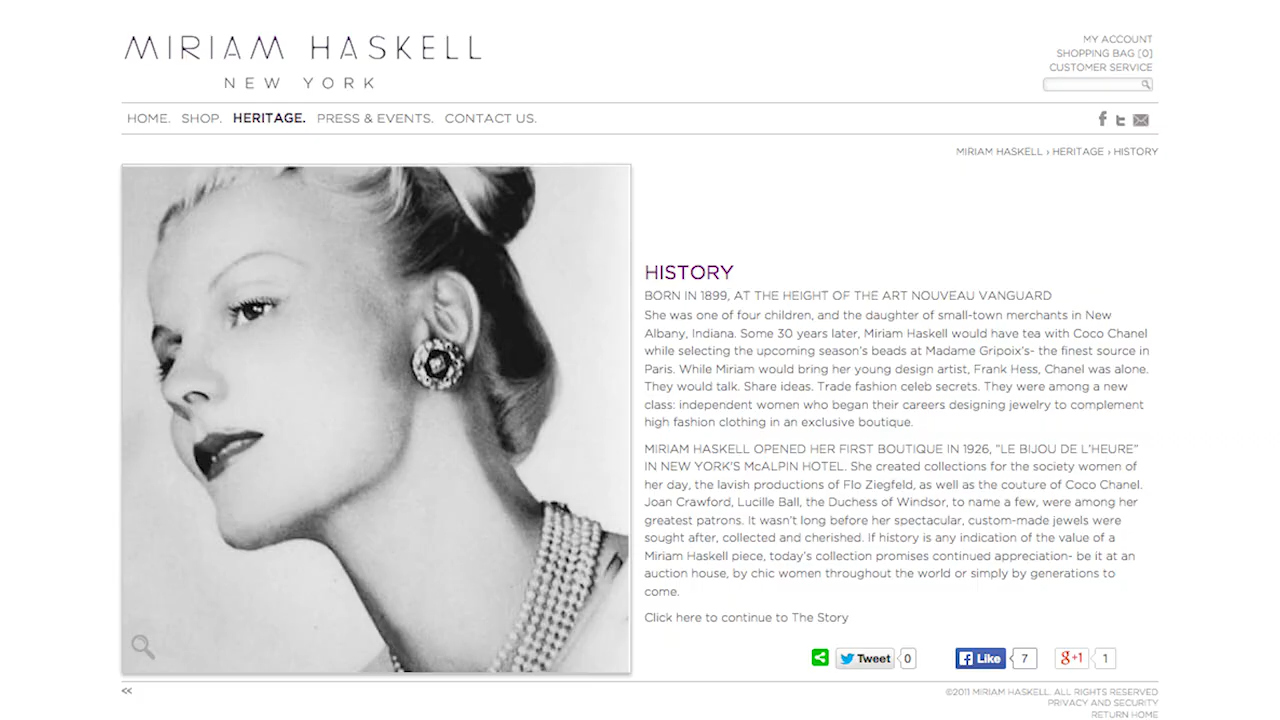 MIRIAM HASKELL
NEW YORK
MY ACCOUNT
SHOPPING BAG [0]
CUSTOMER SERVICE
HOME. SHOP. HERITAGE. PRESS & EVENTS. CONTACT US.
MIRIAM HASKELL › HERITAGE › HISTORY
HISTORY
BORN IN 1899, AT THE HEIGHT OF THE ART NOUVEAU VANGUARD
She was one of four children, and the daughter of small-town merchants in New
Albany, Indiana. Some 30 years later, Miriam Haskell would have tea with Coco Chanel
while selecting the upcoming season's beads at Madame Gripoix's- the finest source in
Paris. While Miriam would bring her young design artist, Frank Hess, Chanel was alone.
They would talk. Share ideas. Trade fashion celeb secrets. They were among a new
class: independent women who began their careers designing jewelry to complement
high fashion clothing in an exclusive boutique.
MIRIAM HASKELL OPENED HER FIRST BOUTIQUE IN 1926, "LE BIJOU DE L'HEURE"
IN NEW YORK'S McALPIN HOTEL. She created collections for the society women of
her day, the lavish productions of Flo Ziegfeld, as well as the couture of Coco Chanel.
Joan Crawford, Lucille Ball, the Duchess of Windsor, to name a few, were among her
greatest patrons. It wasn't long before her spectacular, custom-made jewels were
sought after, collected and cherished. If history is any indication of the value of a
Miriam Haskell piece, today's collection promises continued appreciation- be it at an
auction house, by chic women throughout the world or simply by generations to
come.
Click here to continue to The Story
Tweet 0 Like 7 g+1 1
«
©2011 MIRIAM HASKELL. ALL RIGHTS RESERVED
PRIVACY AND SECURITY
RETURN HOME